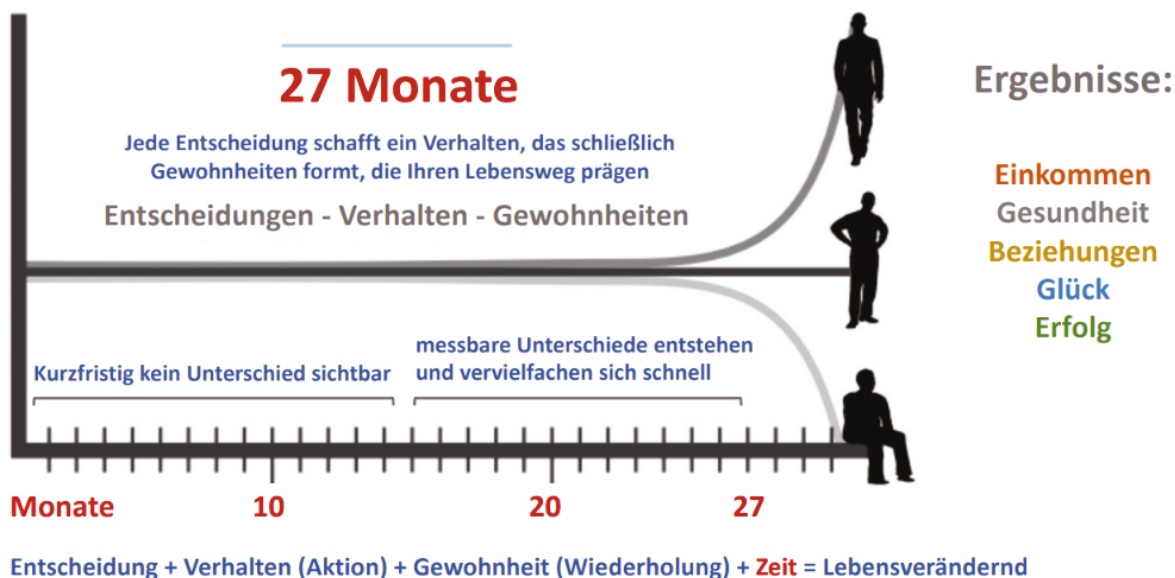 27 Monate
Jede Entscheidung schafft ein Verhalten, das schließlich
Gewohnheiten formt, die Ihren Lebensweg prägen
Entscheidungen - Verhalten - Gewohnheiten
Ergebnisse:
Einkommen
Gesundheit
Beziehungen
Glück
Erfolg
Kurzfristig kein Unterschied sichtbar
messbare Unterschiede entstehen
und vervielfachen sich schnell
Monate 10 20 27
Entscheidung + Verhalten (Aktion) + Gewohnheit (Wiederholung) + Zeit = Lebensverändernd